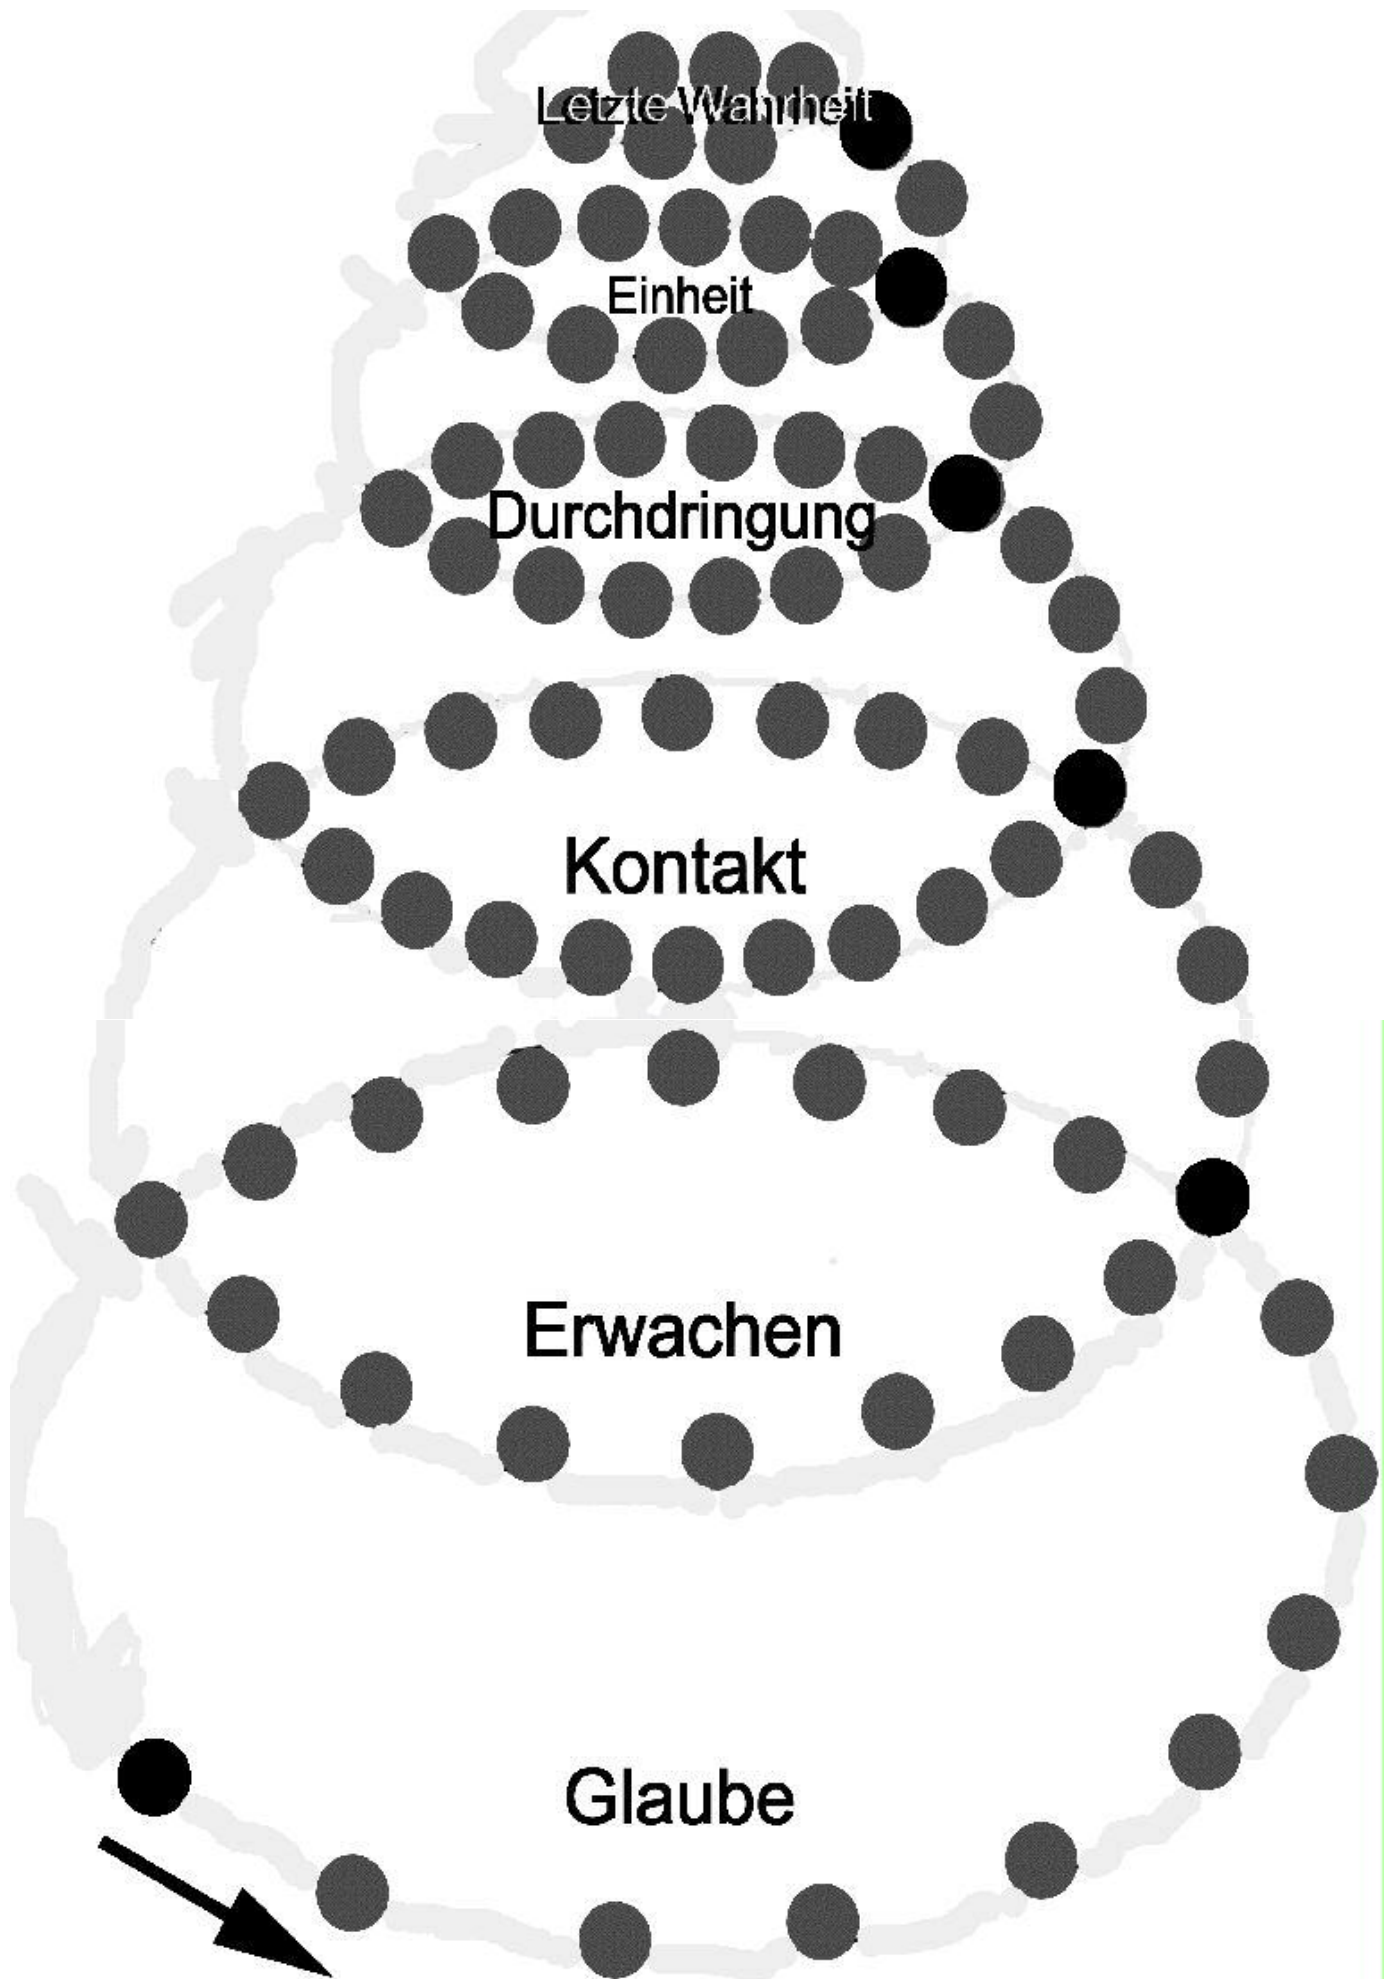 Letzte Wahrheit
Einheit
Durchdringung
Kontakt
Erwachen
Glaube